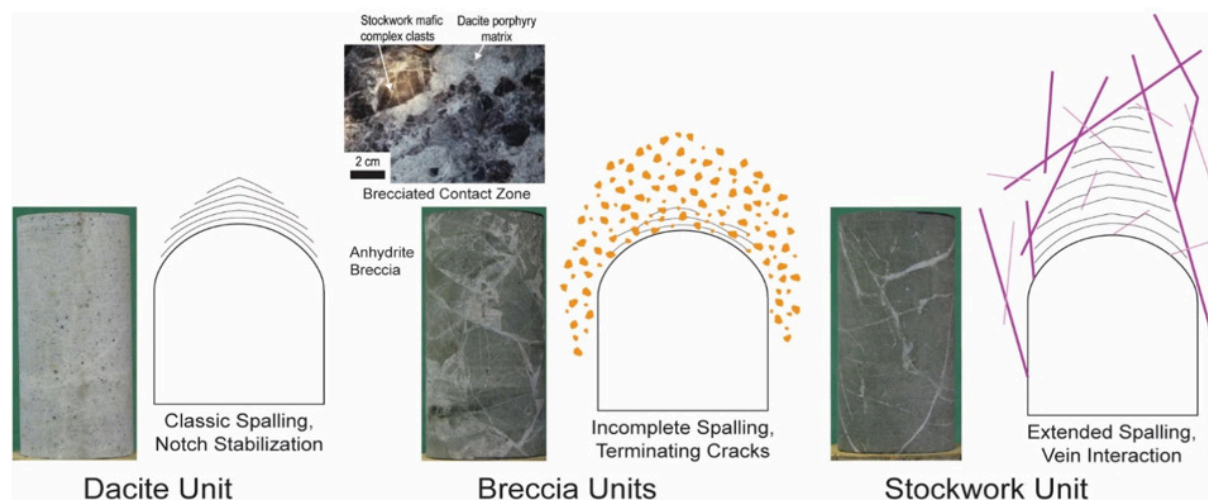 Stockwork mafic
complex clasts
Dacite porphyry
matrix
2 cm
Brecciated Contact Zone
Anhydrite
Breccia
Classic Spalling,
Notch Stabilization
Incomplete Spalling,
Terminating Cracks
Extended Spalling,
Vein Interaction
Dacite Unit
Breccia Units
Stockwork Unit